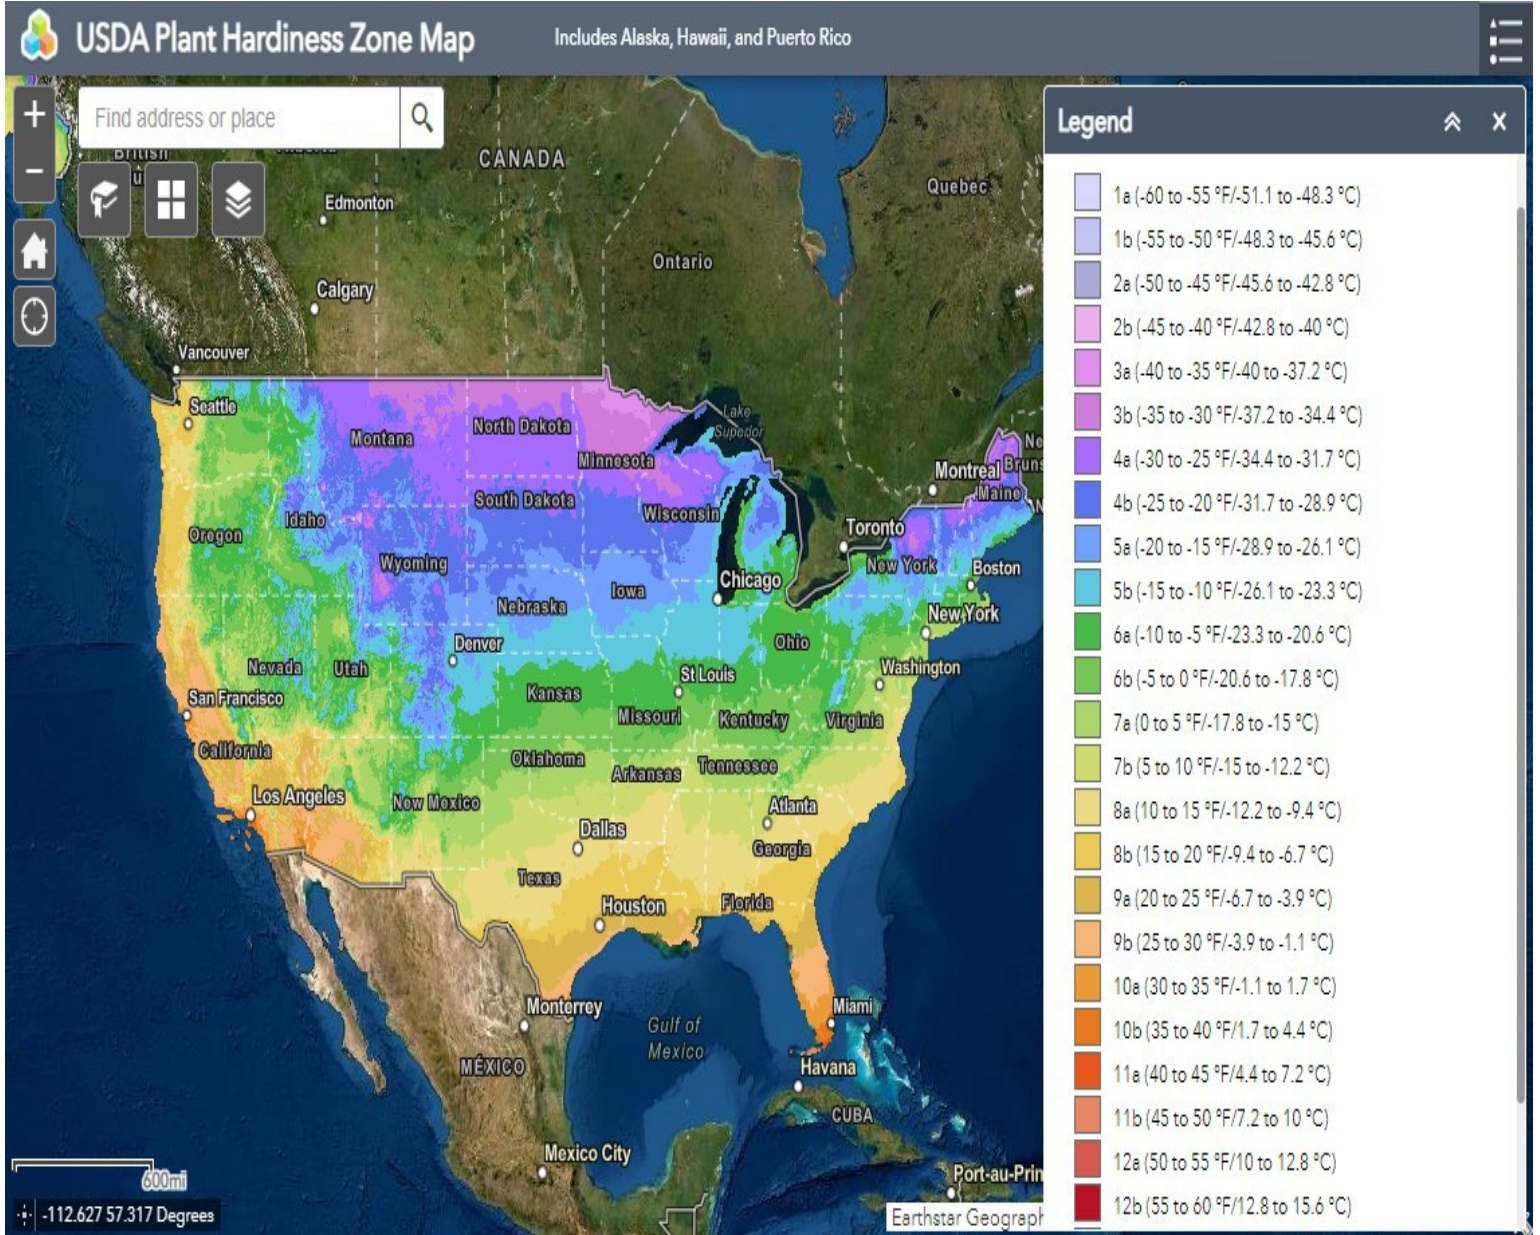 USDA Plant Hardiness Zone Map
Includes Alaska, Hawaii, and Puerto Rico
+
Find address or place
−
British
CANADA
Quebec
Edmonton
Ontario
Calgary
Vancouver
Seattle
Lake
Superior
North Dakota
Montana
Minnesota
Montreal
Maine
South Dakota
Wisconsin
Idaho
Toronto
Oregon
Wyoming
New York
Boston
Chicago
Iowa
Nebraska
New York
Denver
Ohio
Nevada
Utah
St Louis
Washington
San Francisco
Kansas
Missouri
Kentucky
Virginia
California
Oklahoma
Arkansas
Tennessee
Los Angeles
New Mexico
Atlanta
Dallas
Georgia
Texas
Houston
Florida
Monterrey
Miami
Gulf of
Mexico
MÉXICO
Havana
CUBA
Mexico City
Port-au-Prin
600mi
-112.627 57.317 Degrees
Earthstar Geograph
Legend
1a (-60 to -55 °F/-51.1 to -48.3 °C)
1b (-55 to -50 °F/-48.3 to -45.6 °C)
2a (-50 to -45 °F/-45.6 to -42.8 °C)
2b (-45 to -40 °F/-42.8 to -40 °C)
3a (-40 to -35 °F/-40 to -37.2 °C)
3b (-35 to -30 °F/-37.2 to -34.4 °C)
4a (-30 to -25 °F/-34.4 to -31.7 °C)
4b (-25 to -20 °F/-31.7 to -28.9 °C)
5a (-20 to -15 °F/-28.9 to -26.1 °C)
5b (-15 to -10 °F/-26.1 to -23.3 °C)
6a (-10 to -5 °F/-23.3 to -20.6 °C)
6b (-5 to 0 °F/-20.6 to -17.8 °C)
7a (0 to 5 °F/-17.8 to -15 °C)
7b (5 to 10 °F/-15 to -12.2 °C)
8a (10 to 15 °F/-12.2 to -9.4 °C)
8b (15 to 20 °F/-9.4 to -6.7 °C)
9a (20 to 25 °F/-6.7 to -3.9 °C)
9b (25 to 30 °F/-3.9 to -1.1 °C)
10a (30 to 35 °F/-1.1 to 1.7 °C)
10b (35 to 40 °F/1.7 to 4.4 °C)
11a (40 to 45 °F/4.4 to 7.2 °C)
11b (45 to 50 °F/7.2 to 10 °C)
12a (50 to 55 °F/10 to 12.8 °C)
12b (55 to 60 °F/12.8 to 15.6 °C)